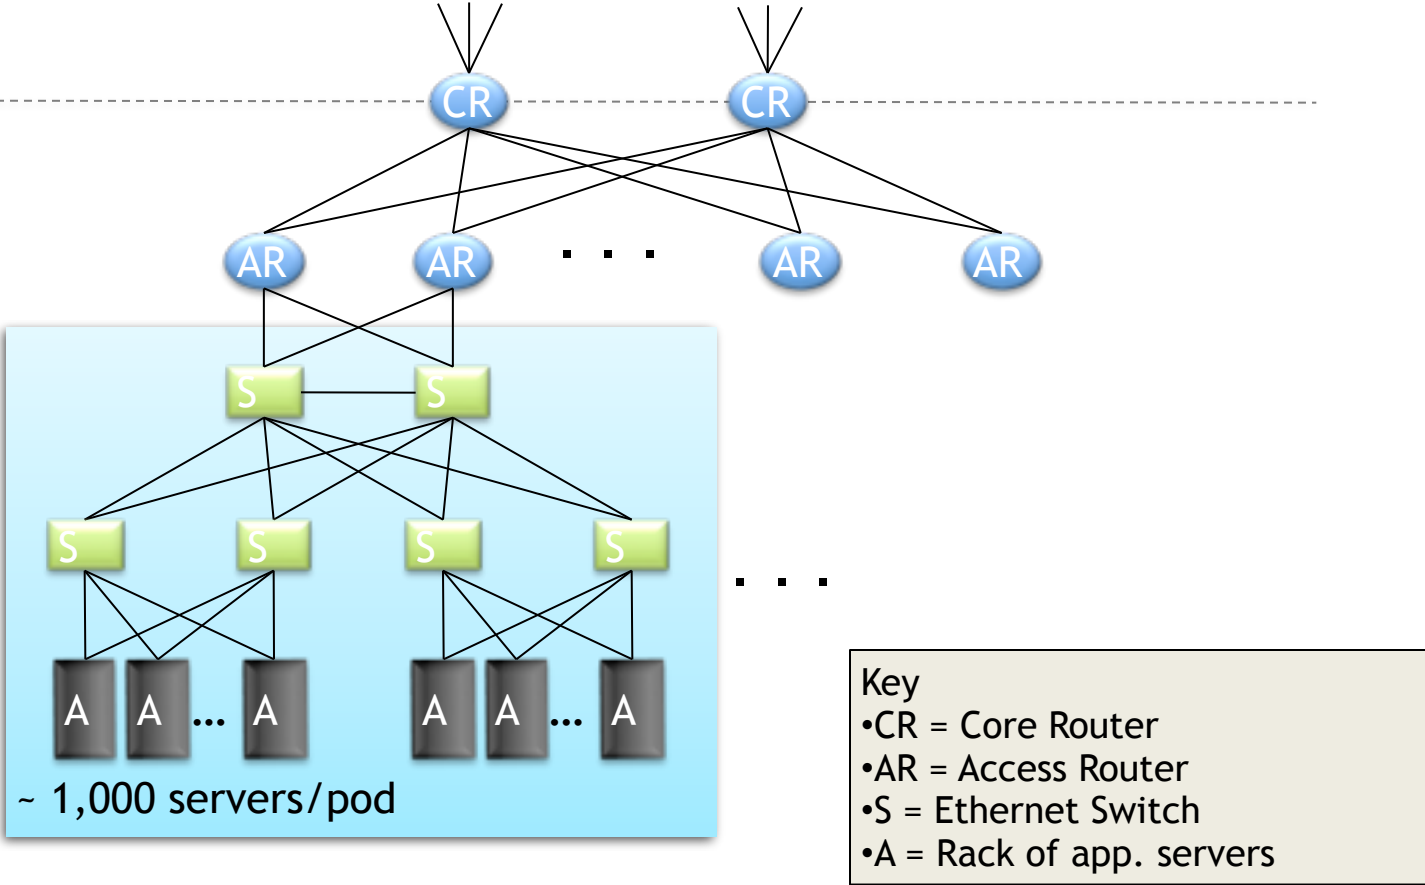 CR CR
AR AR . . . AR AR
S S
S S S S
. . .
A A ... A A A ... A
~ 1,000 servers/pod
Key
•CR = Core Router
•AR = Access Router
•S = Ethernet Switch
•A = Rack of app. servers